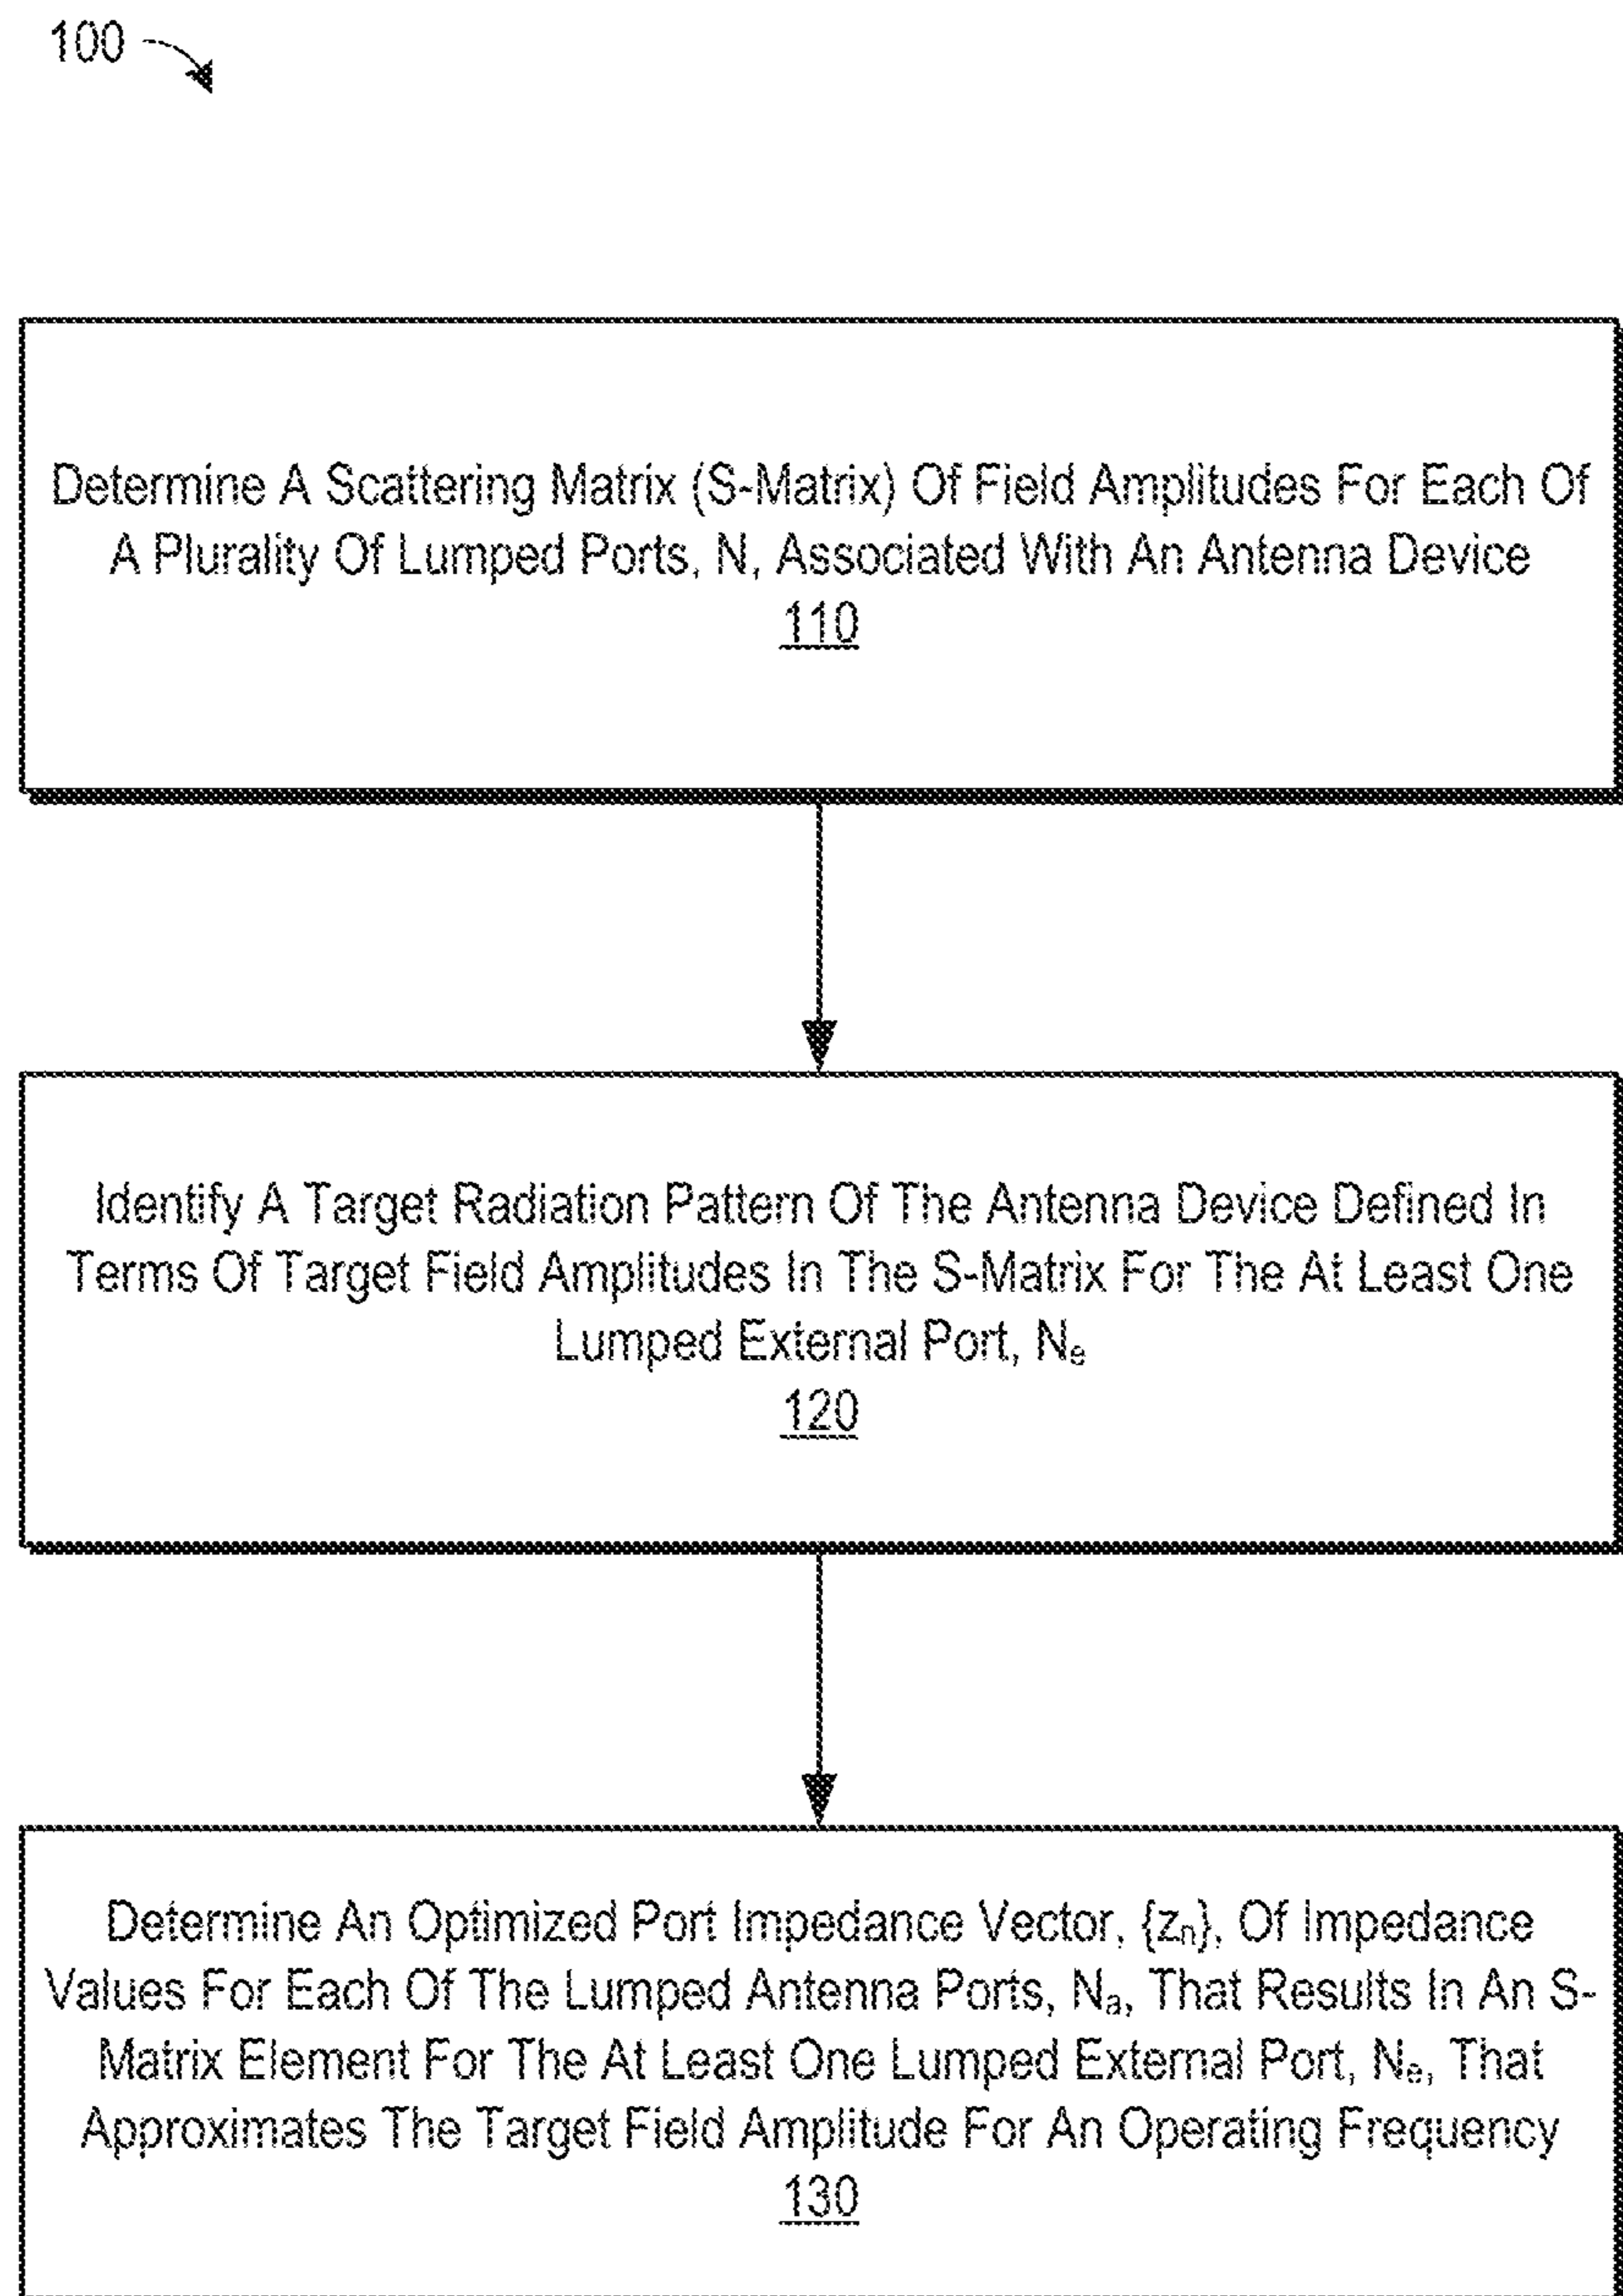 100
Determine A Scattering Matrix (S-Matrix) Of Field Amplitudes For Each Of
A Plurality Of Lumped Ports, N, Associated With An Antenna Device
110
Identify A Target Radiation Pattern Of The Antenna Device Defined In
Terms Of Target Field Amplitudes In The S-Matrix For The At Least One
Lumped External Port, Nₑ
120
Determine An Optimized Port Impedance Vector, {zₙ}, Of Impedance
Values For Each Of The Lumped Antenna Ports, Nₐ, That Results In An S-
Matrix Element For The At Least One Lumped External Port, Nₑ, That
Approximates The Target Field Amplitude For An Operating Frequency
130